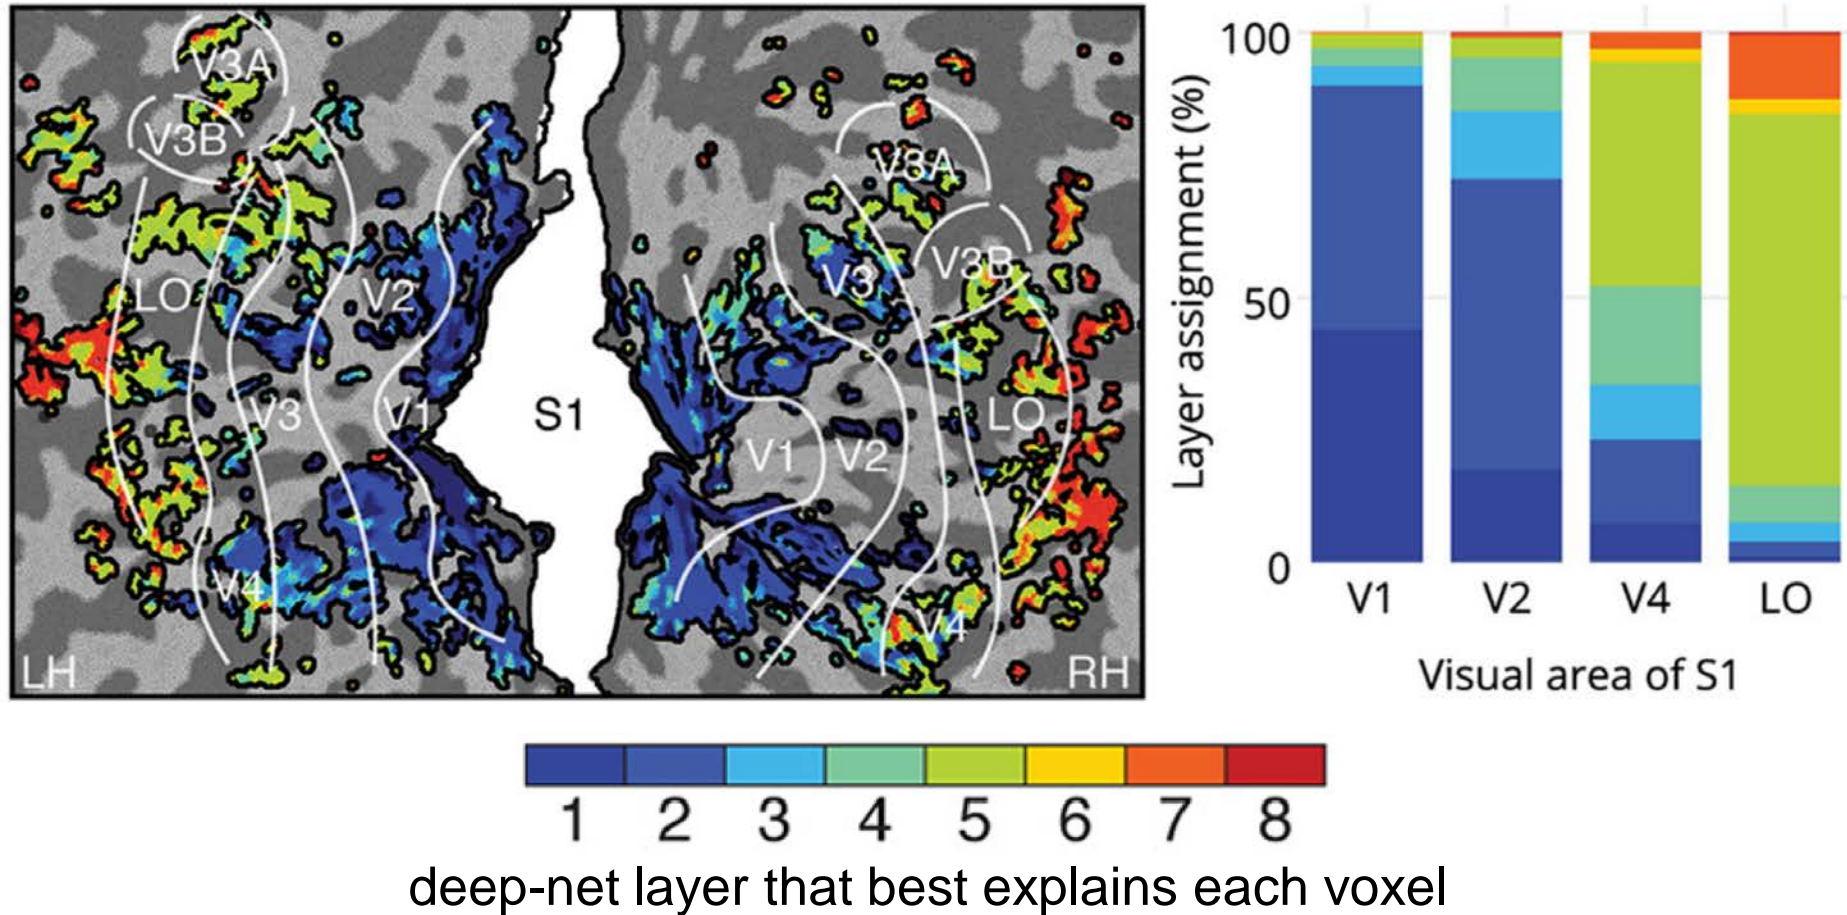 V3A
V3B
LO
V2
V3
V1
V4
LH
S1
V3A
V3
V3B
LO
V1
V2
V4
RH
Layer assignment (%)
100
50
0
V1 V2 V4 LO
Visual area of S1
1 2 3 4 5 6 7 8
deep-net layer that best explains each voxel